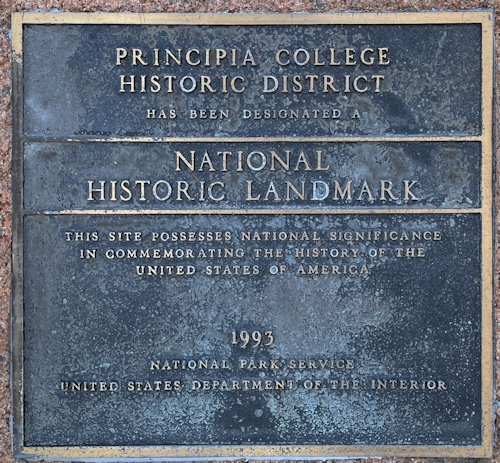 PRINCIPIA COLLEGE
HISTORIC DISTRICT
HAS BEEN DESIGNATED A
NATIONAL
HISTORIC LANDMARK
THIS SITE POSSESSES NATIONAL SIGNIFICANCE
IN COMMEMORATING THE HISTORY OF THE
UNITED STATES OF AMERICA
1993
NATIONAL PARK SERVICE
UNITED STATES DEPARTMENT OF THE INTERIOR